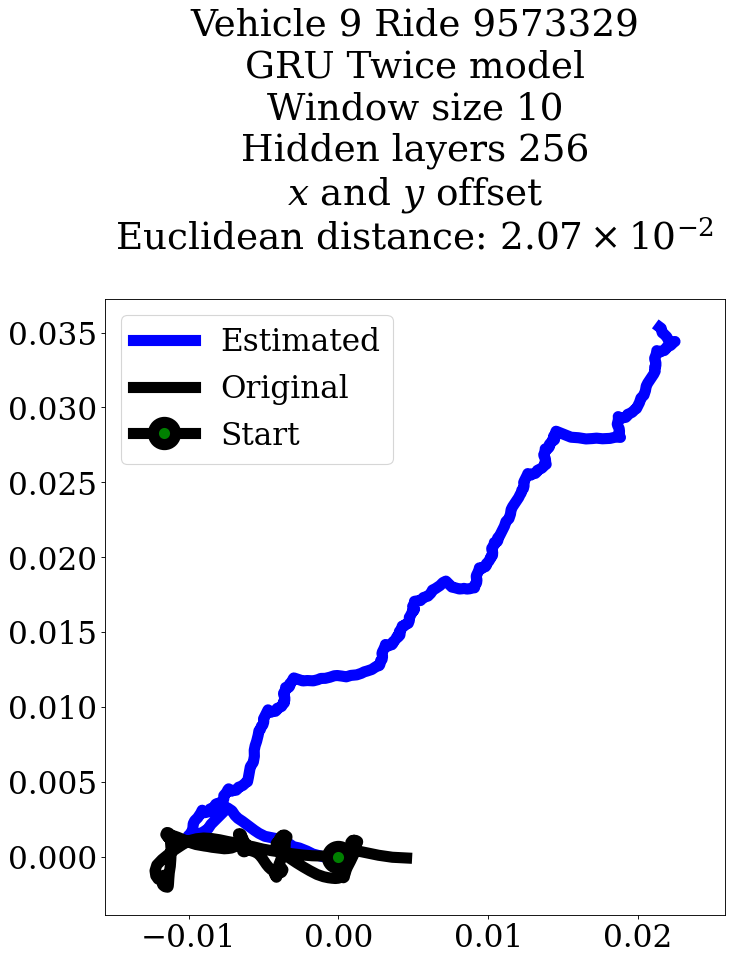 Vehicle 9 Ride 9573329
GRU Twice model
Window size 10
Hidden layers 256
x and y offset
Euclidean distance: 2.07 × 10⁻²
Estimated
Original
Start
0.035
0.030
0.025
0.020
0.015
0.010
0.005
0.000
−0.01 0.00 0.01 0.02